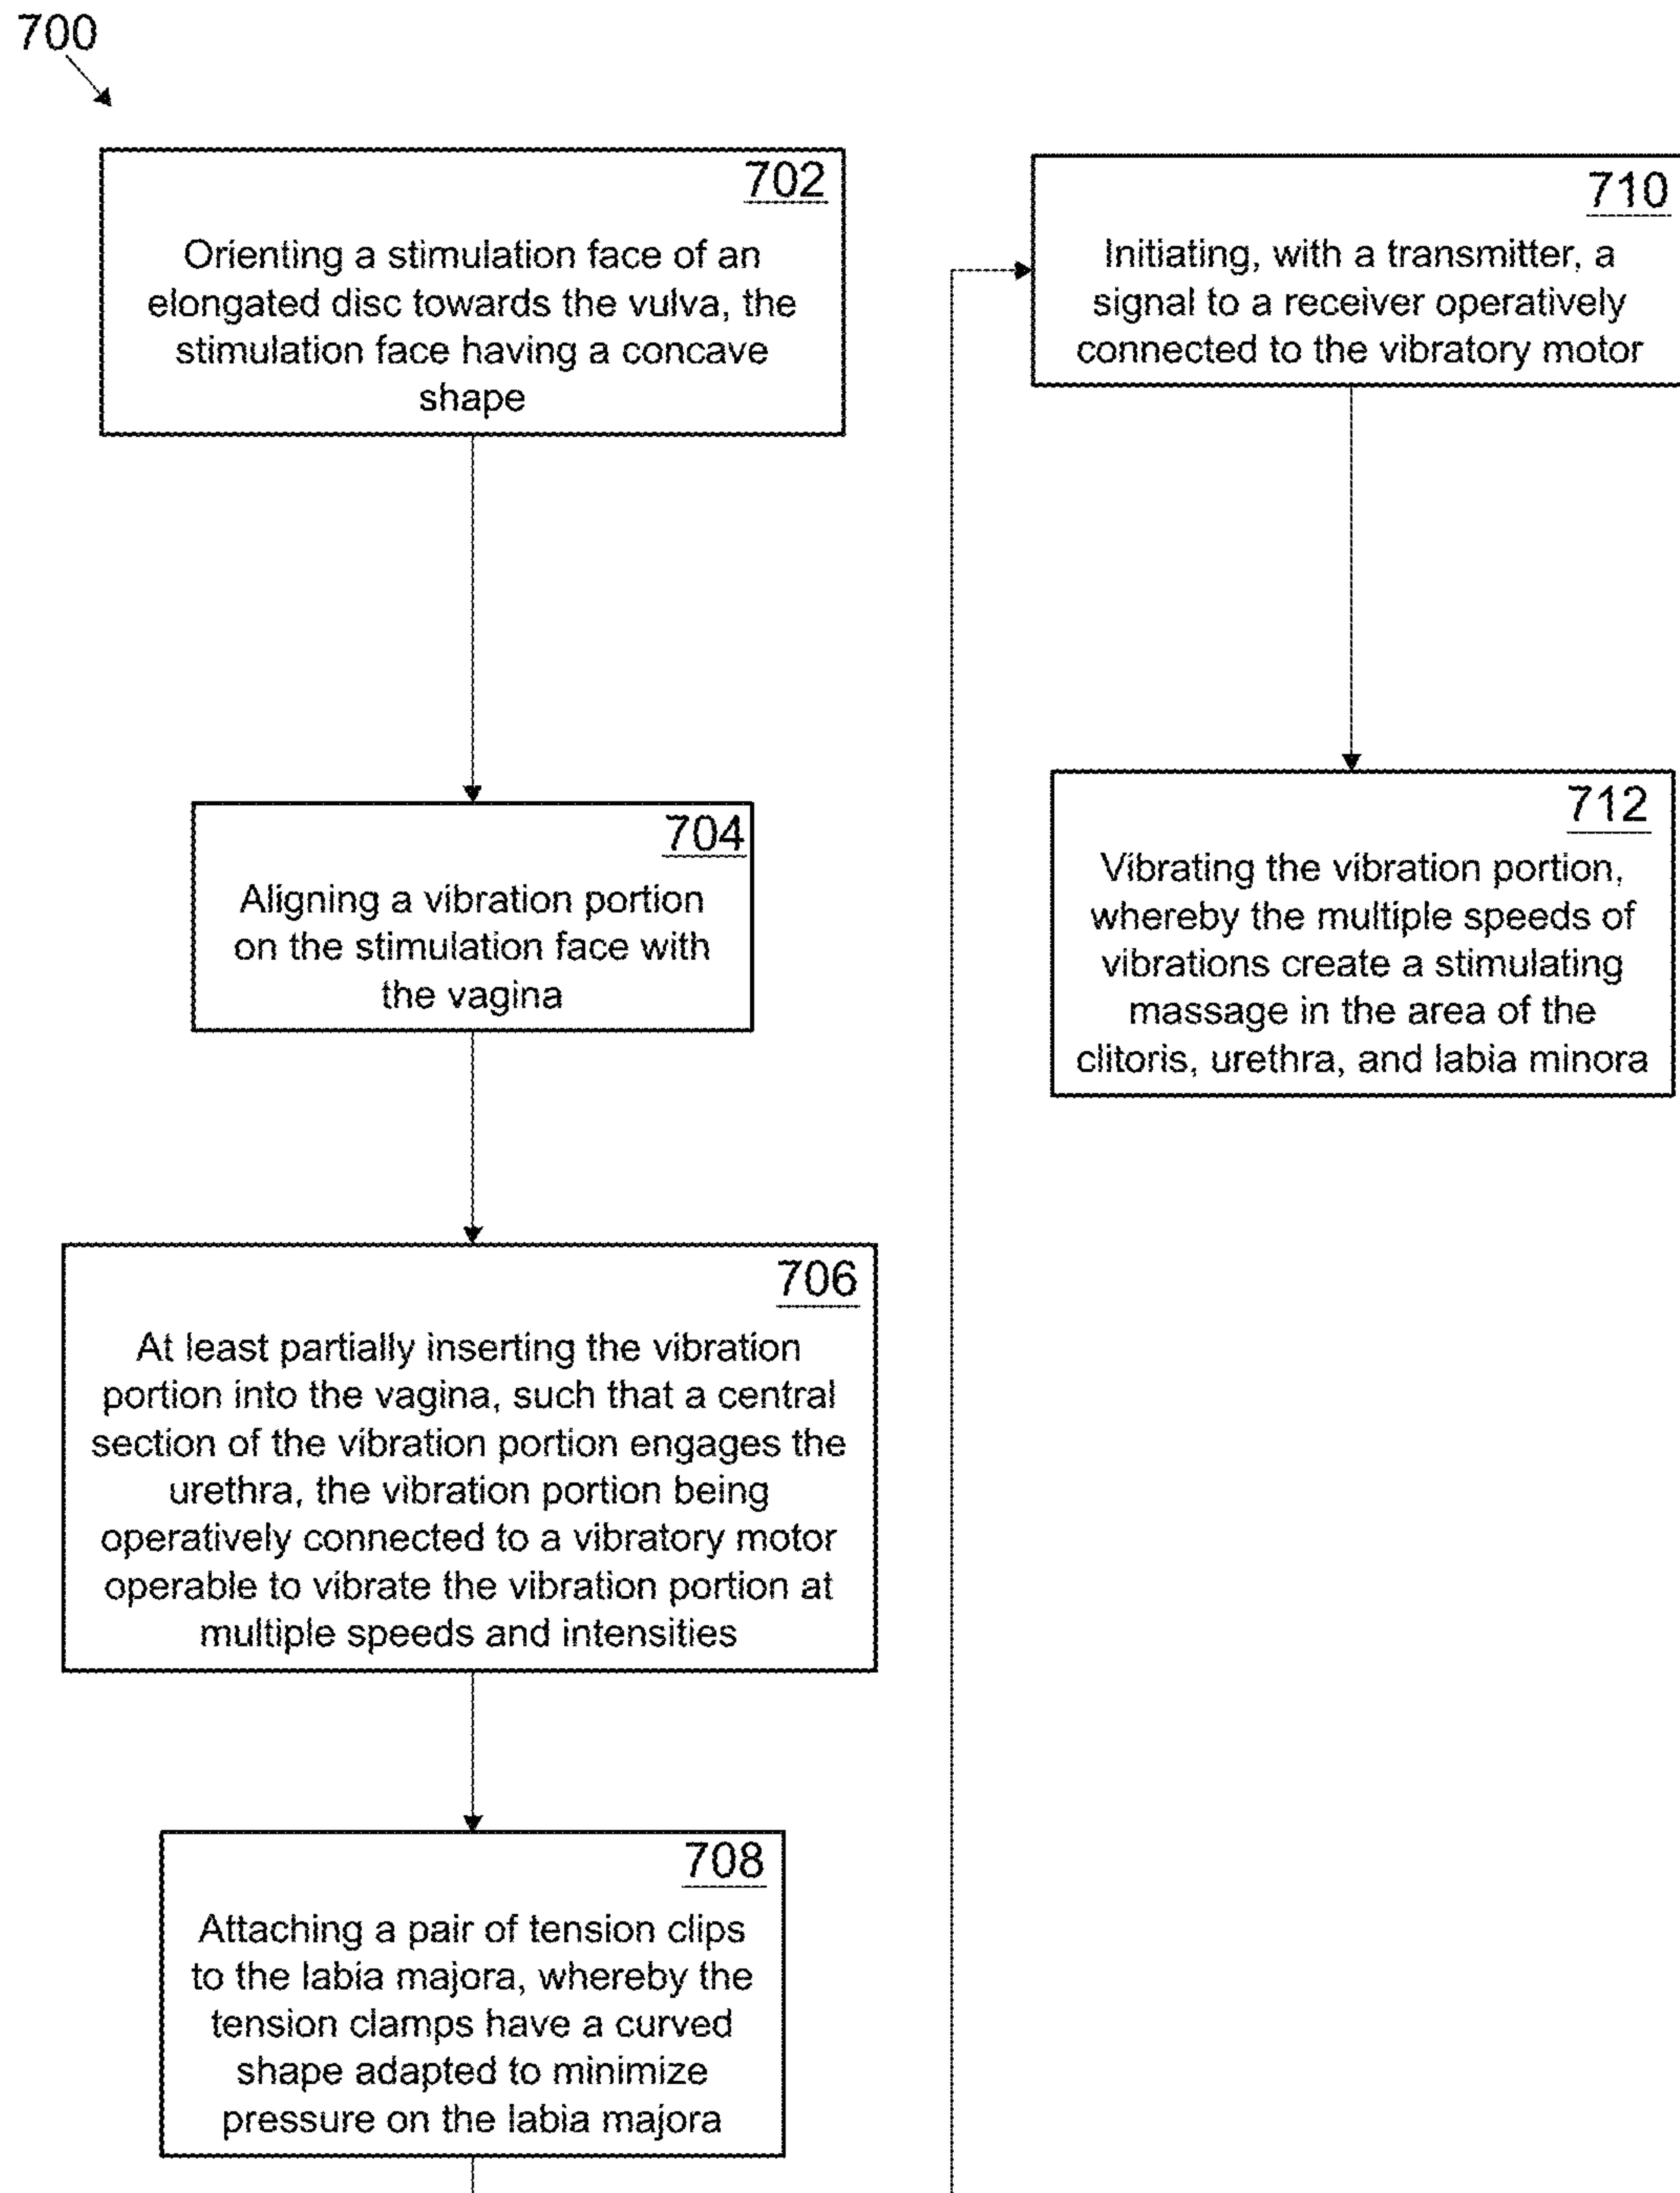 700
702
Orienting a stimulation face of an
elongated disc towards the vulva, the
stimulation face having a concave
shape
704
Aligning a vibration portion
on the stimulation face with
the vagina
706
At least partially inserting the vibration
portion into the vagina, such that a central
section of the vibration portion engages the
urethra, the vibration portion being
operatively connected to a vibratory motor
operable to vibrate the vibration portion at
multiple speeds and intensities
708
Attaching a pair of tension clips
to the labia majora, whereby the
tension clamps have a curved
shape adapted to minimize
pressure on the labia majora
710
Initiating, with a transmitter, a
signal to a receiver operatively
connected to the vibratory motor
712
Vibrating the vibration portion,
whereby the multiple speeds of
vibrations create a stimulating
massage in the area of the
clitoris, urethra, and labia minora